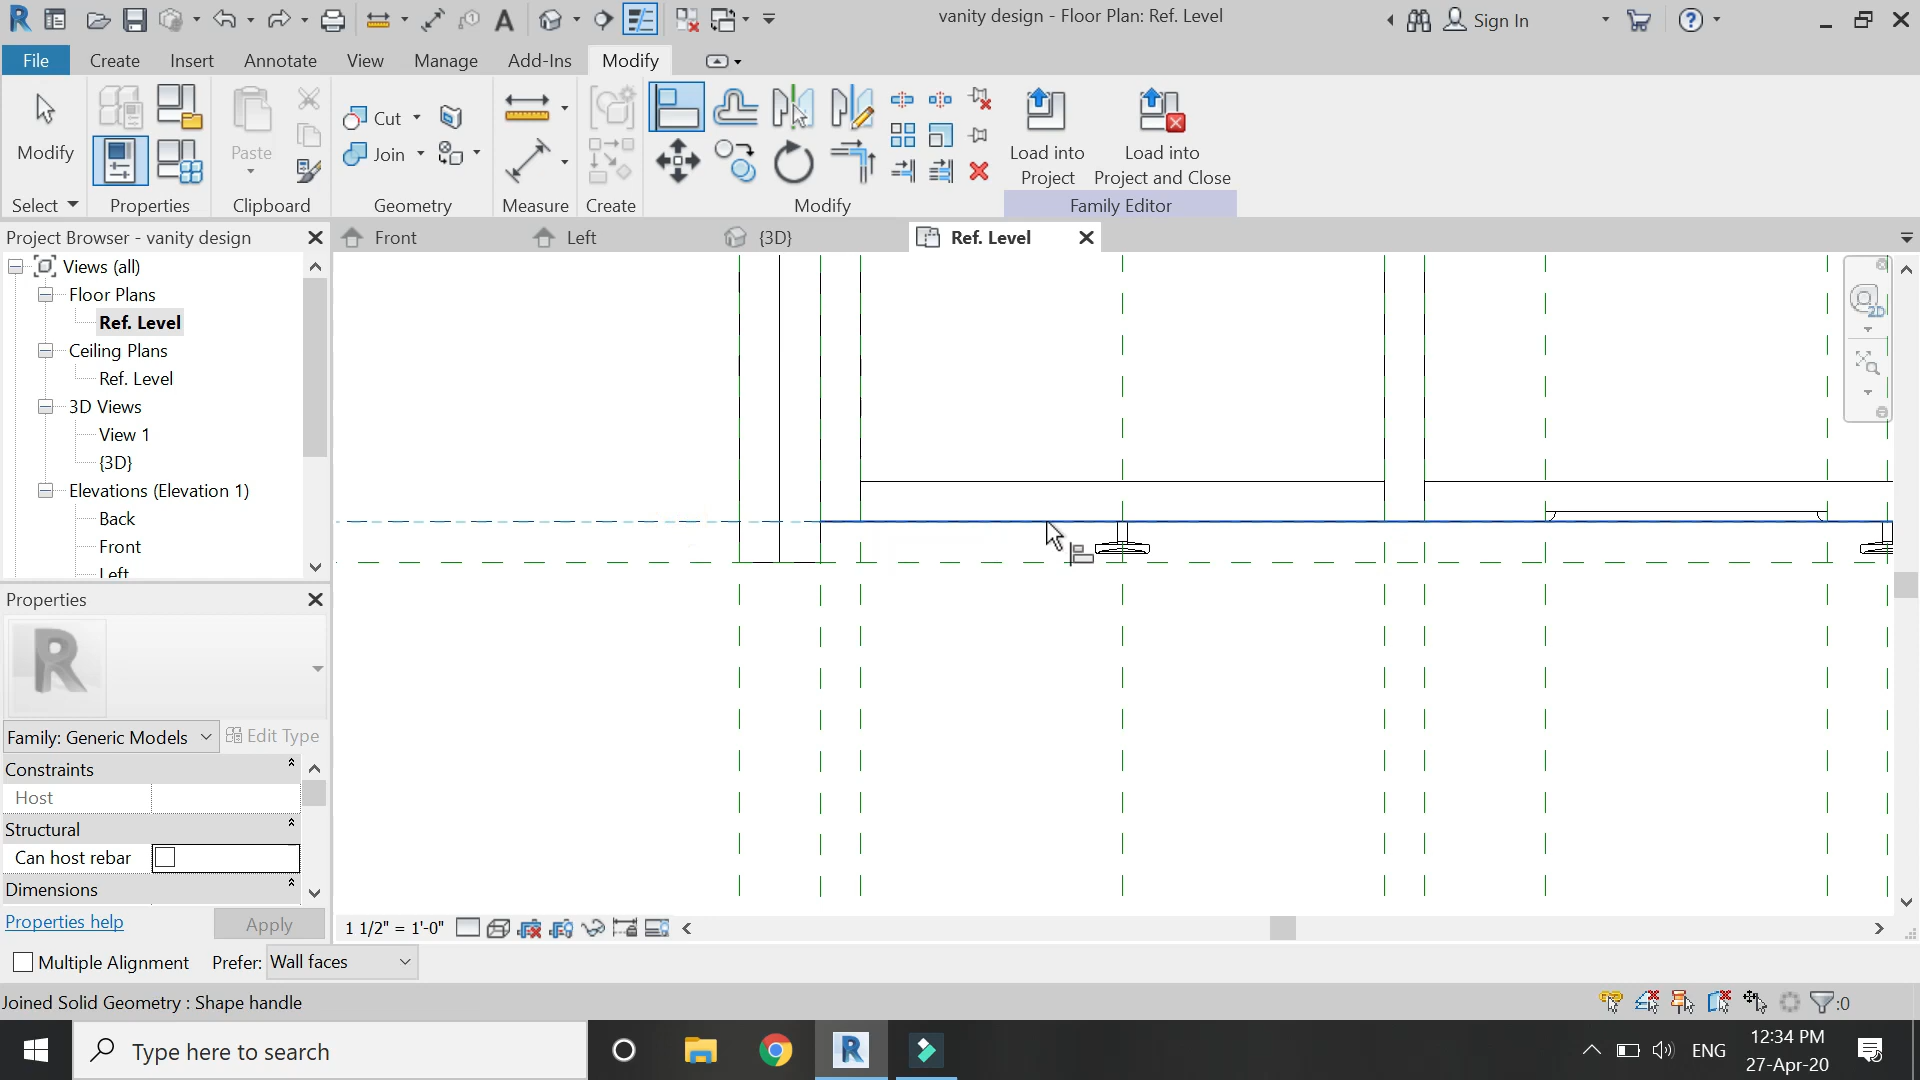 vanity design - Floor Plan: Ref. Level
Sign In
File Create Insert Annotate View Manage Add-Ins Modify
Modify
Paste
Cut
Join
Load into Project
Load into Project and Close
Select Properties Clipboard Geometry Measure Create Modify Family Editor
Project Browser - vanity design
Front Left {3D} Ref. Level
Views (all)
Floor Plans
Ref. Level
Ceiling Plans
Ref. Level
3D Views
View 1
{3D}
Elevations (Elevation 1)
Back
Front
Left
2D
Properties
R
Family: Generic Models Edit Type
Constraints
Host
Structural
Can host rebar
Dimensions
Properties help Apply
1 1/2" = 1'-0"
Multiple Alignment Prefer: Wall faces
Joined Solid Geometry : Shape handle
:0
Type here to search
ENG
12:34 PM
27-Apr-20